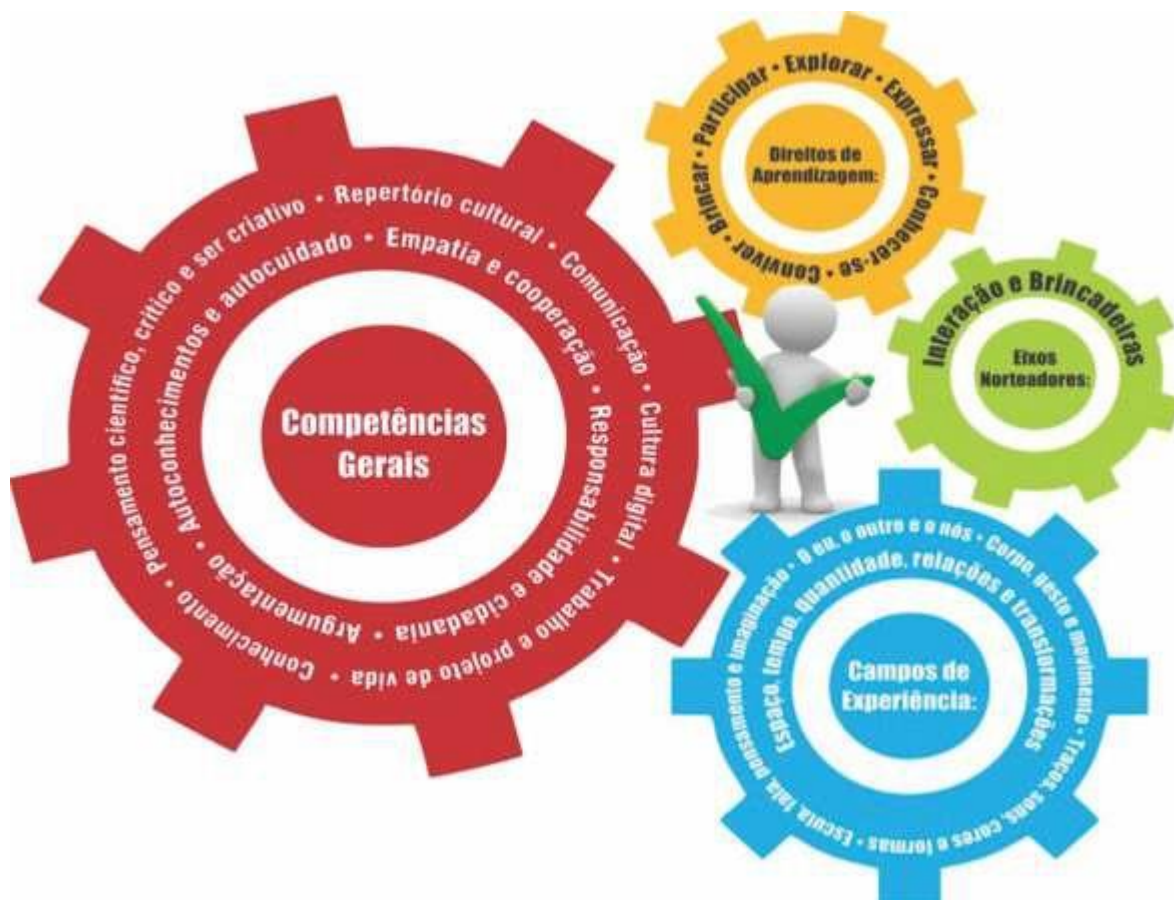 Competências
Gerais
Conhecimento • Pensamento científico, crítico e ser criativo • Repertório cultural • Comunicação • Cultura digital • Trabalho e projeto de vida •
Argumentação • Autoconhecimentos e autocuidado • Empatia e cooperação • Responsabilidade e cidadania •
Direitos de
Aprendizagem:
Conviver • Brincar • Participar • Explorar • Expressar • Conhecer-se •
Eixos
Norteadores:
Interação e Brincadeiras
Campos de
Experiência:
Escuta, fala, pensamento e imaginação • O eu, o outro e o nós • Corpo, gesto e movimento • Traços, sons, cores e formas •
Espaço, tempo, quantidade, relações e transformações